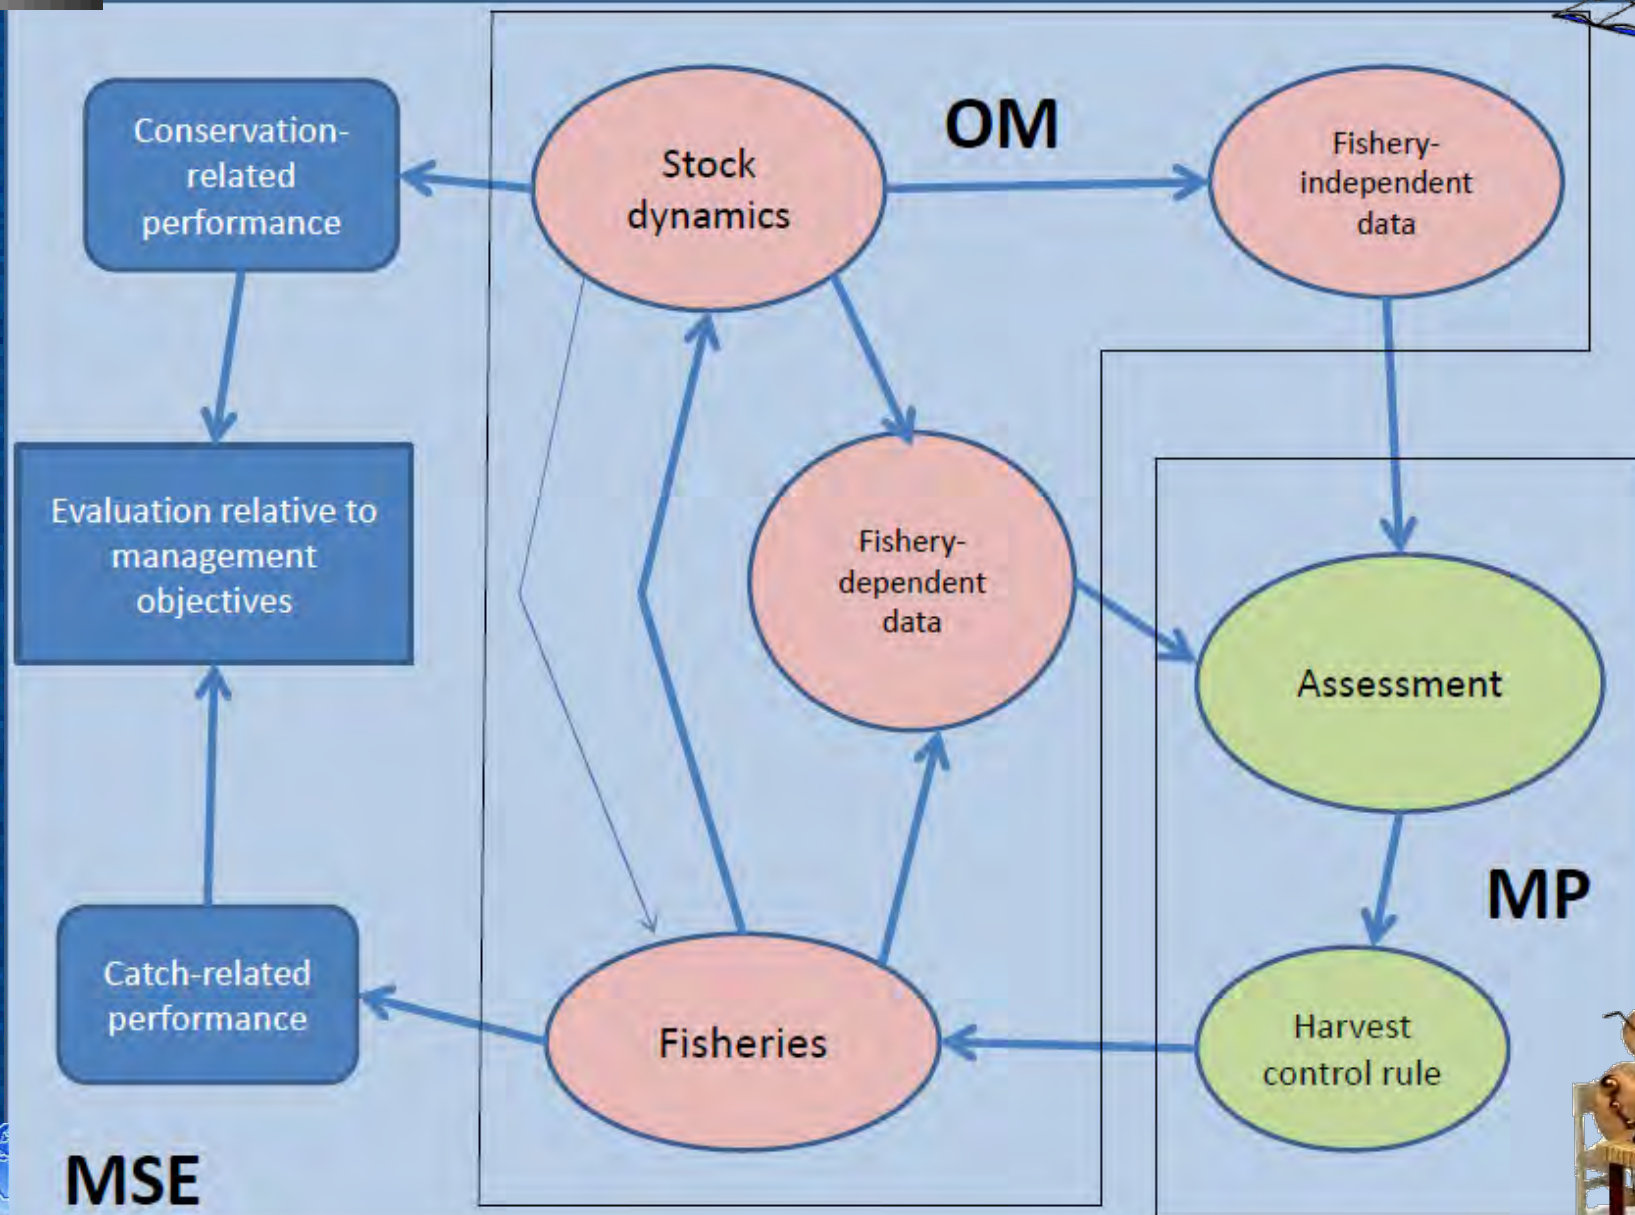 Conservation-
related
performance
Stock
dynamics
OM
Fishery-
independent
data
Evaluation relative to
management
objectives
Fishery-
dependent
data
Assessment
MP
Catch-related
performance
Fisheries
Harvest
control rule
MSE